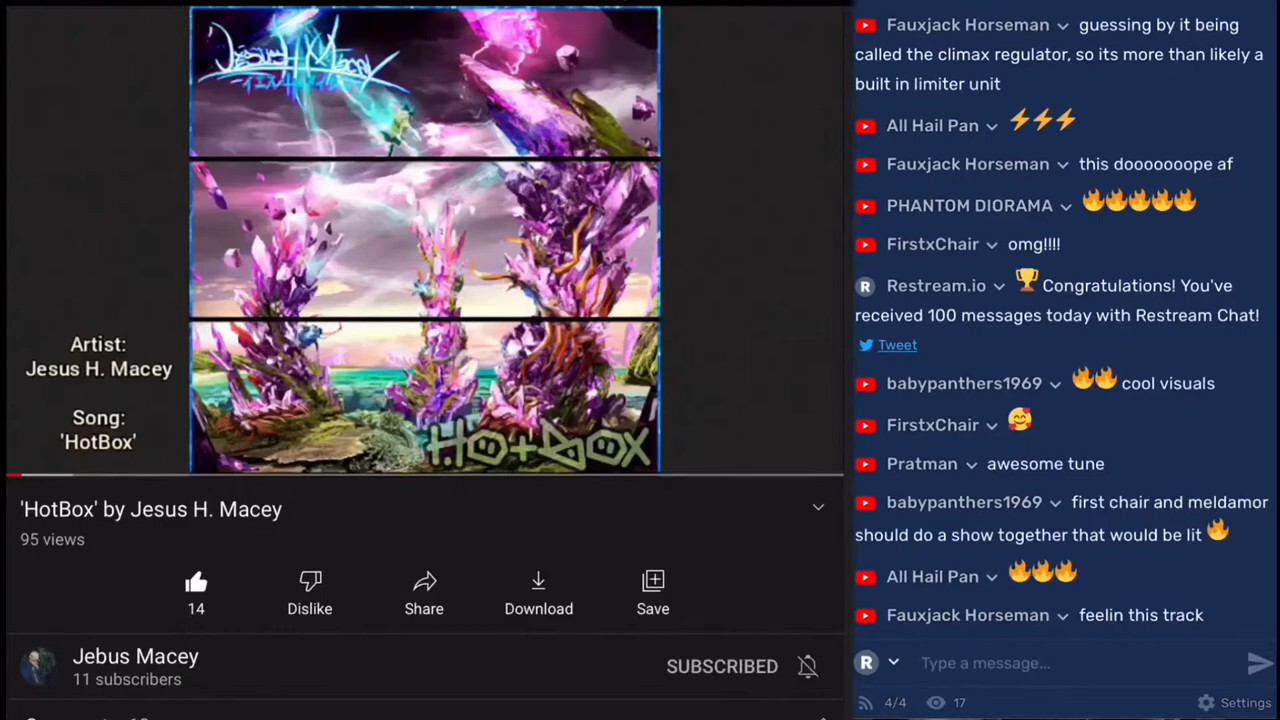 Jesus H. Macey
Artist:
Jesus H. Macey
Song:
'HotBox'
HotBox
'HotBox' by Jesus H. Macey
95 views
14
Dislike
Share
Download
Save
Jebus Macey
11 subscribers
SUBSCRIBED
Fauxjack Horseman guessing by it being
called the climax regulator, so its more than likely a
built in limiter unit
All Hail Pan ⚡⚡⚡
Fauxjack Horseman this dooooooope af
PHANTOM DIORAMA 🔥🔥🔥🔥🔥
FirstxChair omg!!!!
R Restream.io 🏆 Congratulations! You've
received 100 messages today with Restream Chat!
Tweet
babypanthers1969 🔥🔥 cool visuals
FirstxChair 🥰
Pratman awesome tune
babypanthers1969 first chair and meldamor
should do a show together that would be lit 🔥
All Hail Pan 🔥🔥🔥
Fauxjack Horseman feelin this track
R Type a message...
4/4 17 Settings